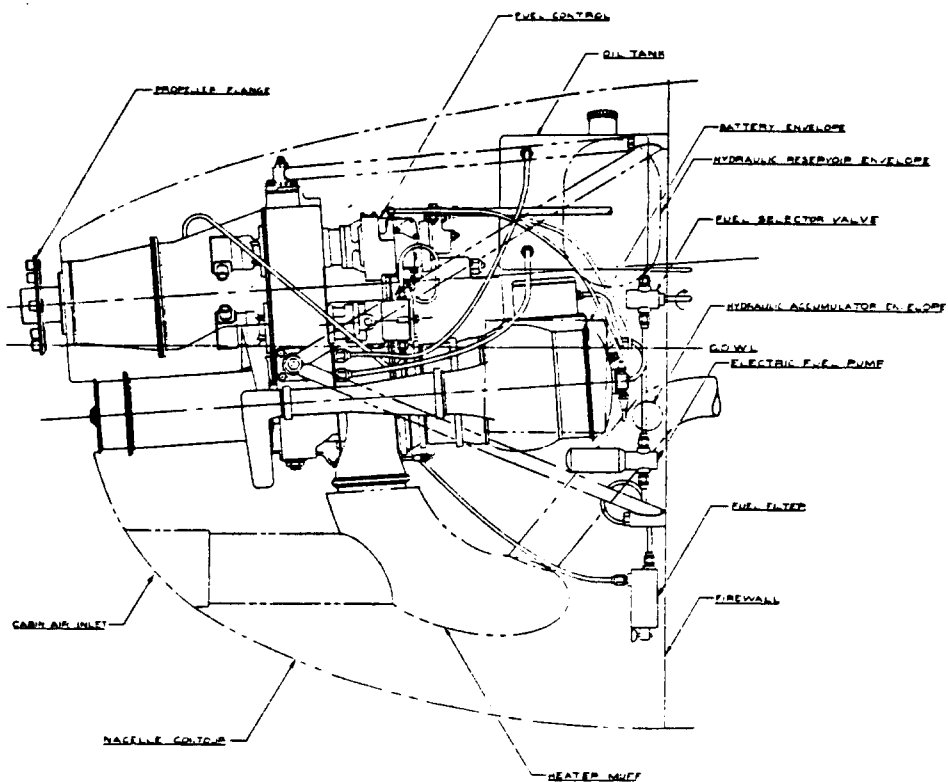 FUEL CONTROL
OIL TANK
PROPELLER FLANGE
BATTERY ENVELOPE
HYDRAULIC RESERVOIR ENVELOPE
FUEL SELECTOR VALVE
HYDRAULIC ACCUMULATOR ENVELOPE
G.O.W.L.
ELECTRIC FUEL PUMP
FUEL FILTER
FIREWALL
CABIN AIR INLET
NACELLE CONTOUR
HEATER MUFF